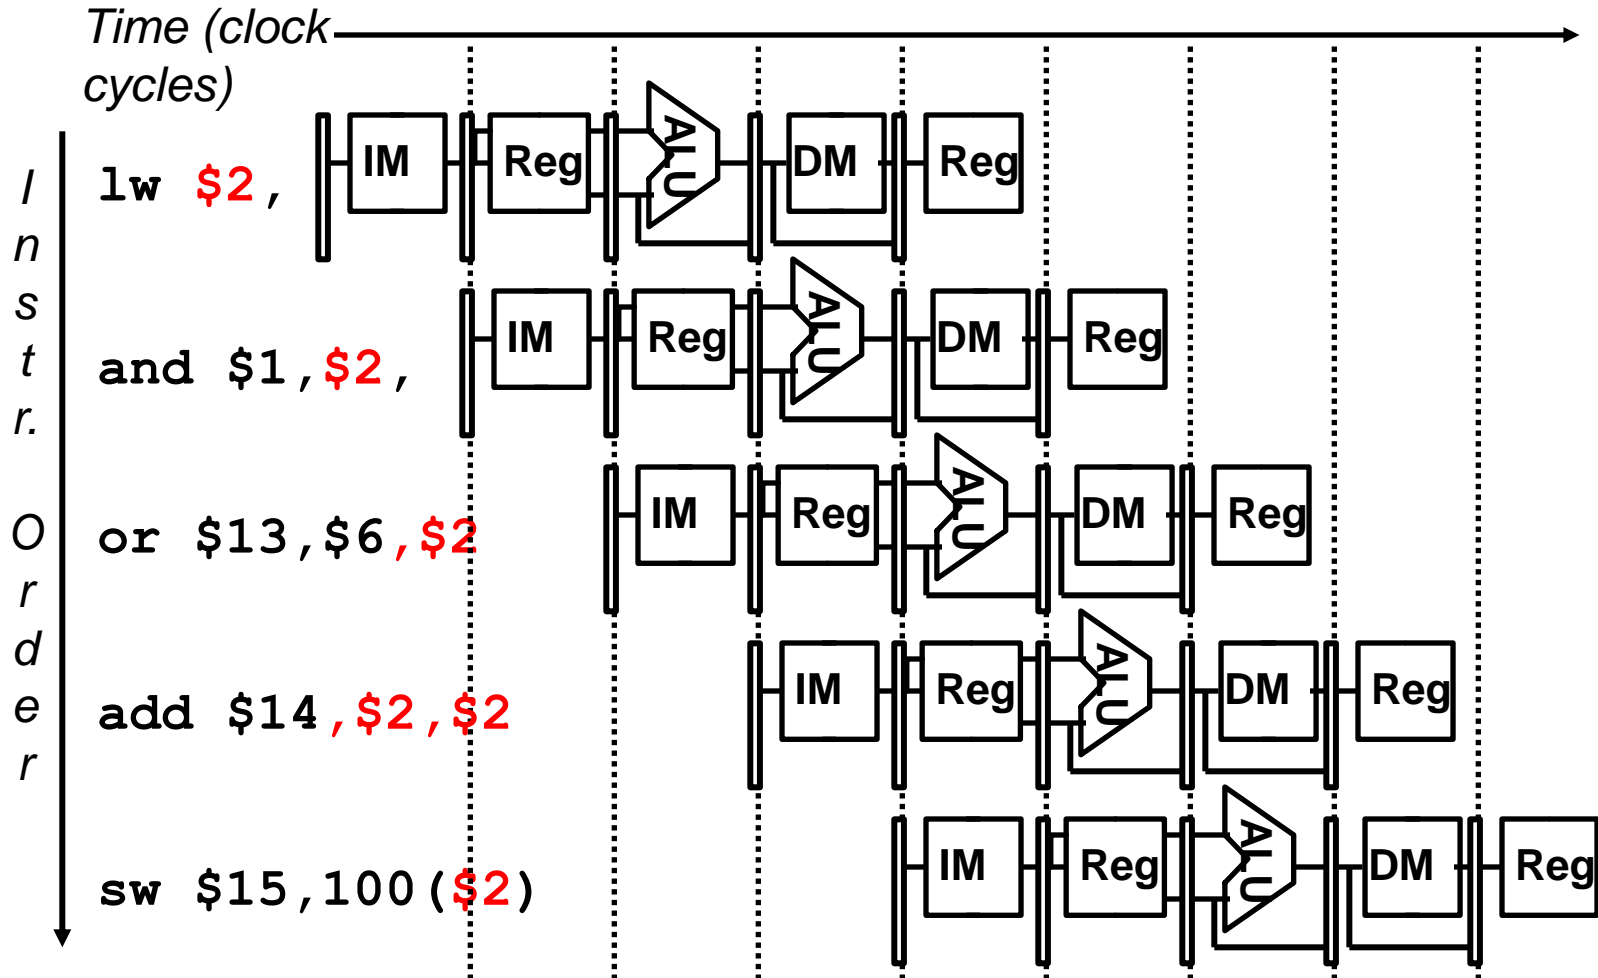 Time (clock
cycles)
Instr. Order
lw $2,
IM Reg ALU DM Reg
and $1,$2,
IM Reg ALU DM Reg
or $13,$6,$2
IM Reg ALU DM Reg
add $14,$2,$2
IM Reg ALU DM Reg
sw $15,100($2)
IM Reg ALU DM Reg